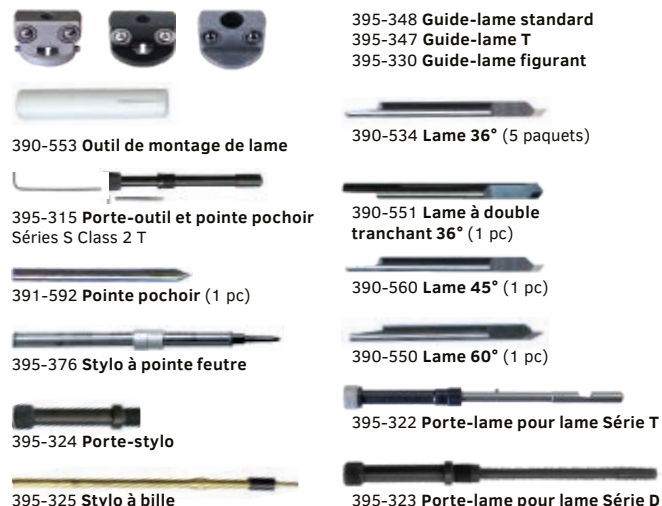 395-348 Guide-lame standard
395-347 Guide-lame T
395-330 Guide-lame figurant
390-553 Outil de montage de lame
395-315 Porte-outil et pointe pochoir
Séries S Class 2 T
391-592 Pointe pochoir (1 pc)
395-376 Stylo à pointe feutre
395-324 Porte-stylo
395-325 Stylo à bille
390-534 Lame 36° (5 paquets)
390-551 Lame à double
tranchant 36° (1 pc)
390-560 Lame 45° (1 pc)
390-550 Lame 60° (1 pc)
395-322 Porte-lame pour lame Série T
395-323 Porte-lame pour lame Série D